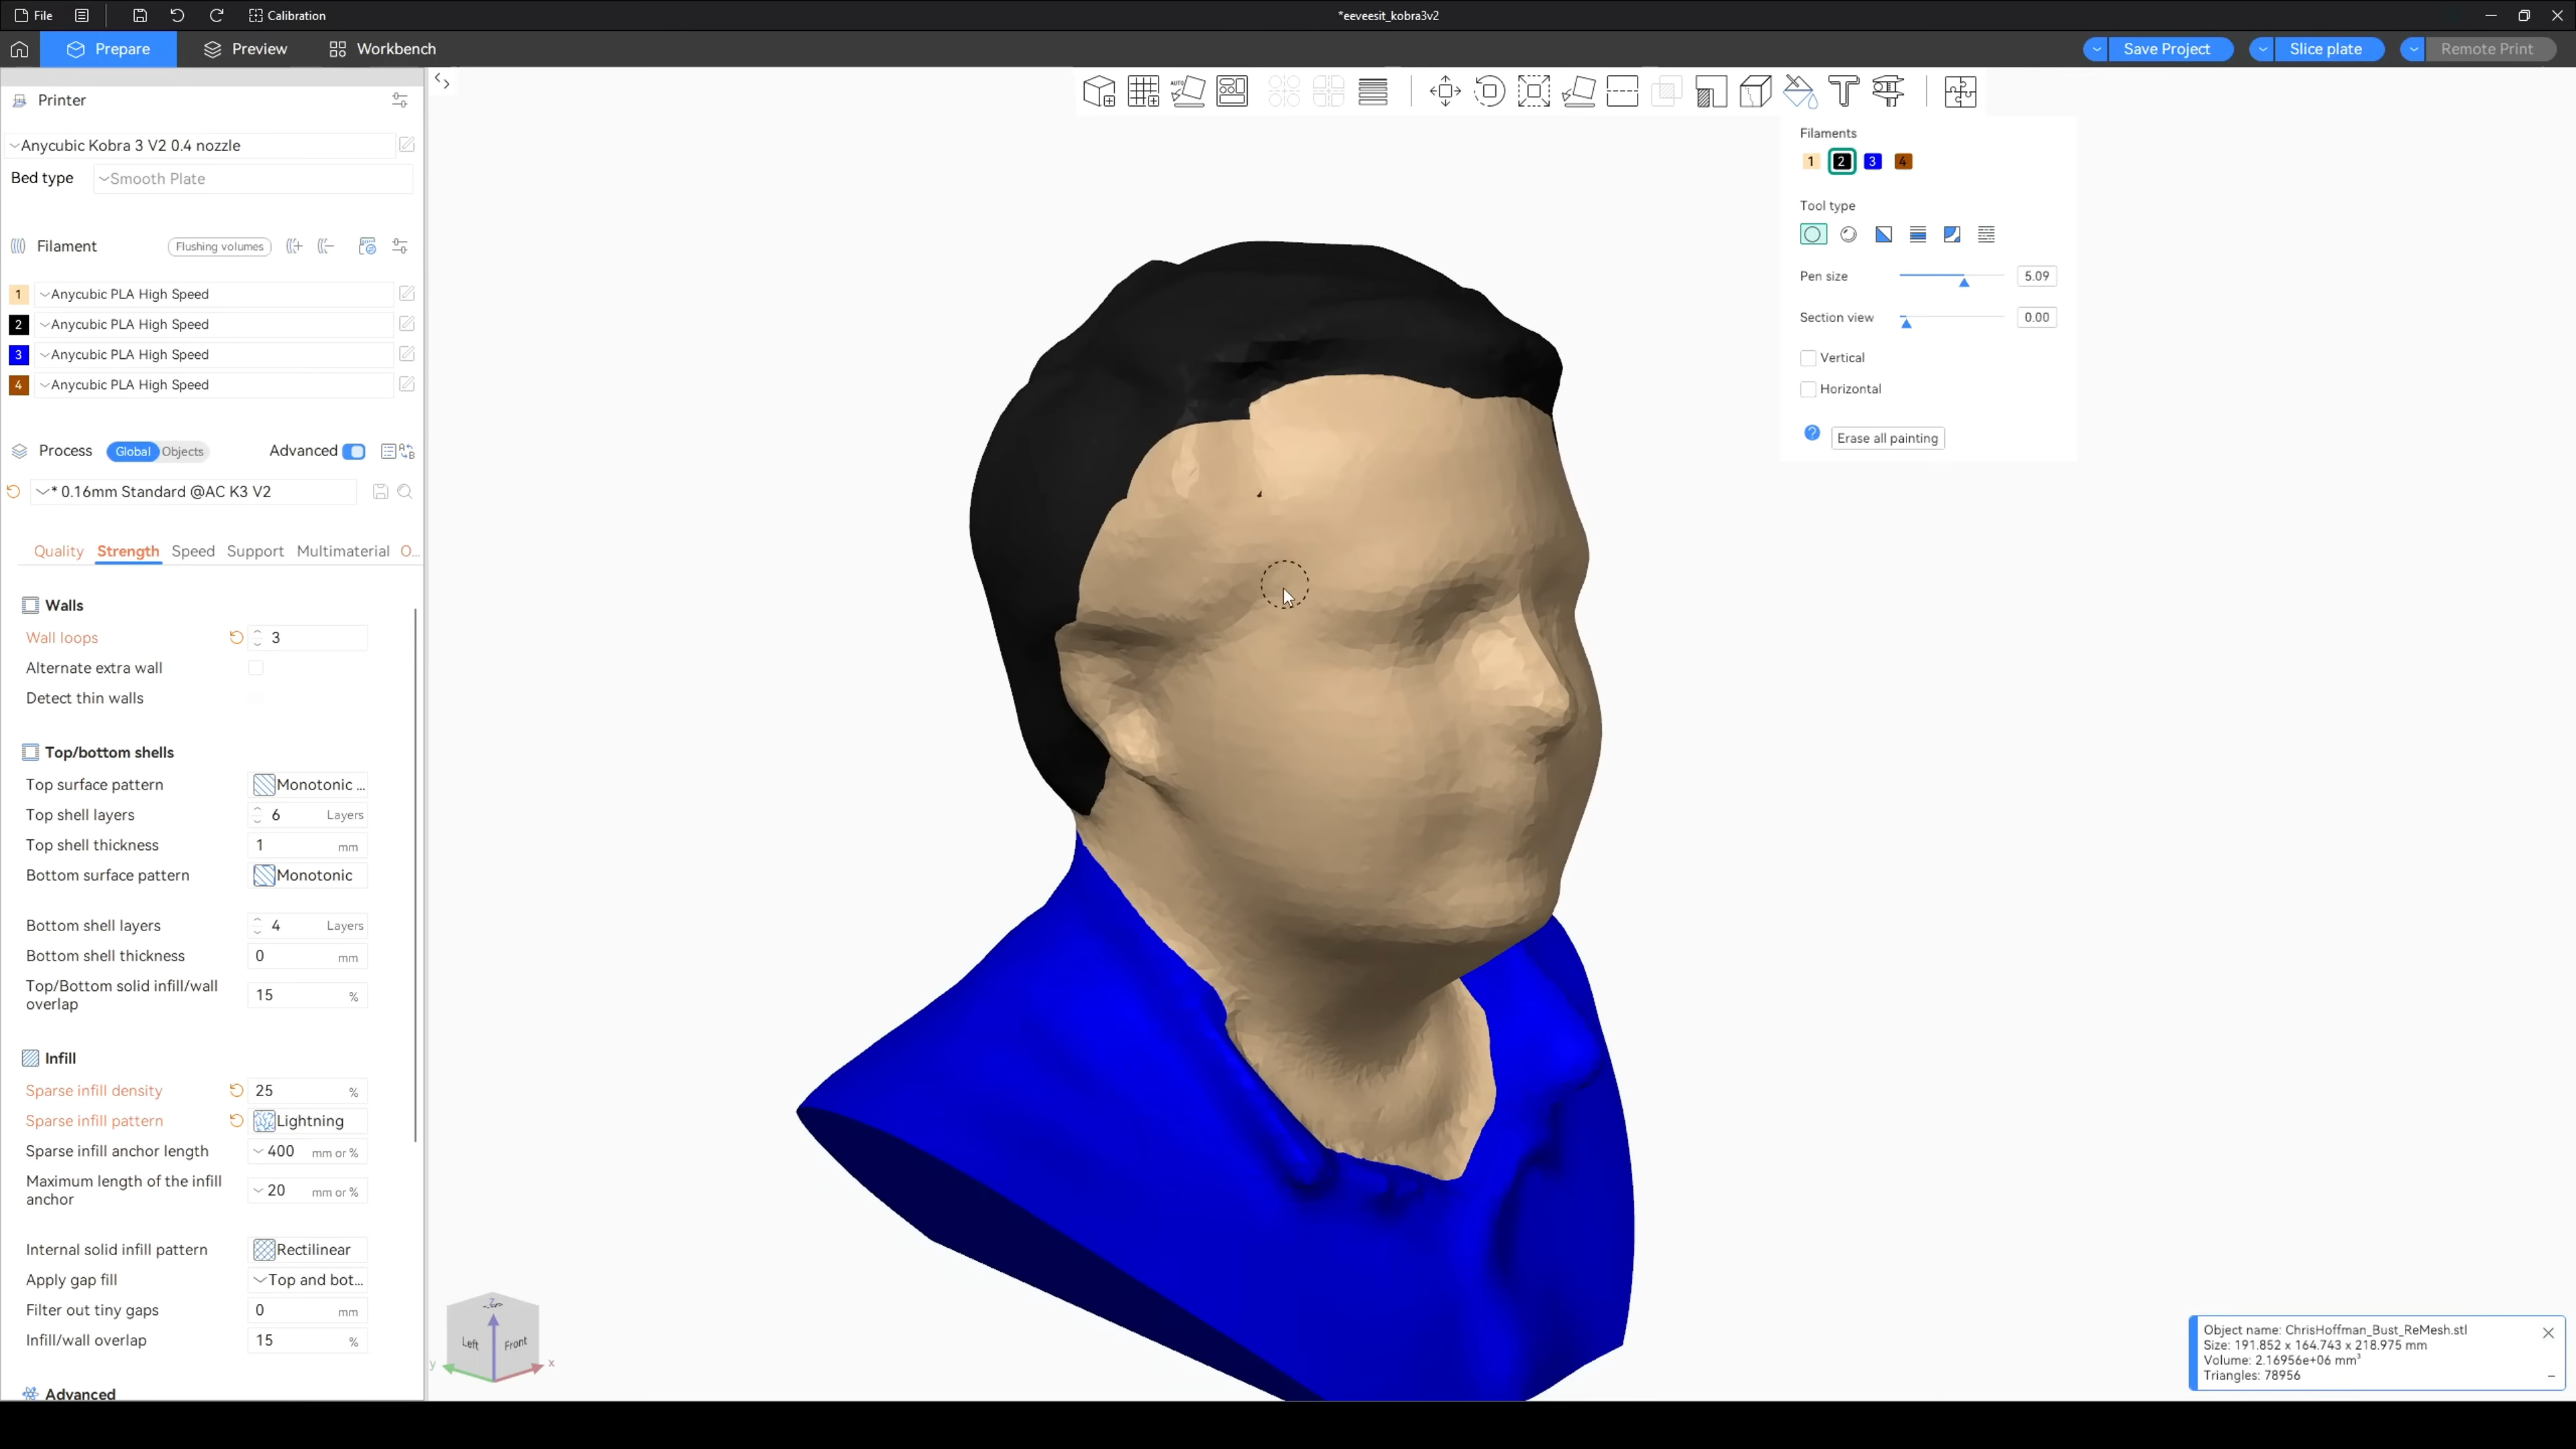 File
Calibration
*eeveesit_kobra3v2
Prepare
Preview
Workbench
Save Project
Slice plate
Remote Print
Printer
Anycubic Kobra 3 V2 0.4 nozzle
Bed type
Smooth Plate
Filament
Flushing volumes
1 Anycubic PLA High Speed
2 Anycubic PLA High Speed
3 Anycubic PLA High Speed
4 Anycubic PLA High Speed
Process
Global
Objects
Advanced
* 0.16mm Standard @AC K3 V2
Quality Strength Speed Support Multimaterial O...
Walls
Wall loops 3
Alternate extra wall
Detect thin walls
Top/bottom shells
Top surface pattern Monotonic ...
Top shell layers 6 Layers
Top shell thickness 1 mm
Bottom surface pattern Monotonic
Bottom shell layers 4 Layers
Bottom shell thickness 0 mm
Top/Bottom solid infill/wall
overlap
15 %
Infill
Sparse infill density 25 %
Sparse infill pattern Lightning
Sparse infill anchor length 400 mm or %
Maximum length of the infill
anchor
20 mm or %
Internal solid infill pattern Rectilinear
Apply gap fill Top and bot...
Filter out tiny gaps 0 mm
Infill/wall overlap 15 %
Advanced
Filaments
1 2 3 4
Tool type
Pen size 5.09
Section view 0.00
Vertical
Horizontal
? Erase all painting
Left
Front
y
x
Object name: ChrisHoffman_Bust_ReMesh.stl
Size: 191.852 x 164.743 x 218.975 mm
Volume: 2.16956e+06 mm³
Triangles: 78956